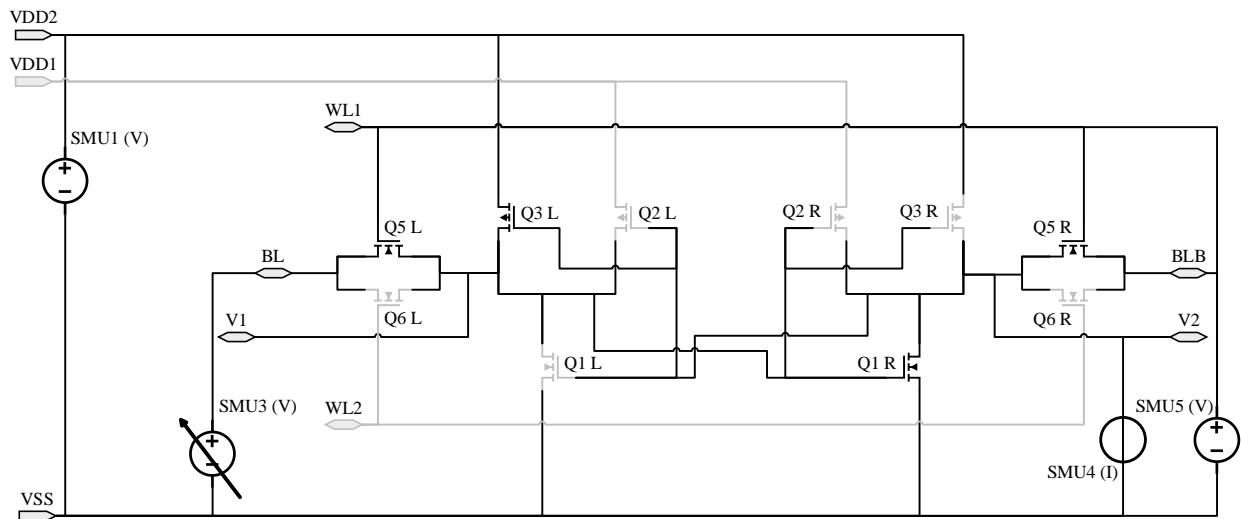 VDD2
VDD1
WL1
SMU1 (V)
Q3 L
Q2 L
Q2 R
Q3 R
Q5 L
Q5 R
BL
BLB
Q6 L
Q6 R
V1
V2
Q1 L
Q1 R
SMU3 (V)
WL2
SMU5 (V)
SMU4 (I)
VSS